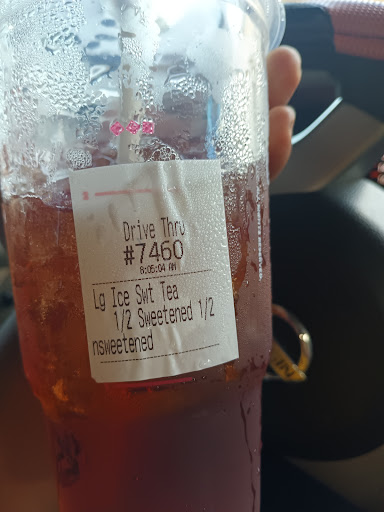 Drive Thru
#7460
8:05:04 AM
Lg Ice Swt Tea
1/2 Sweetened 1/2
nsweetened